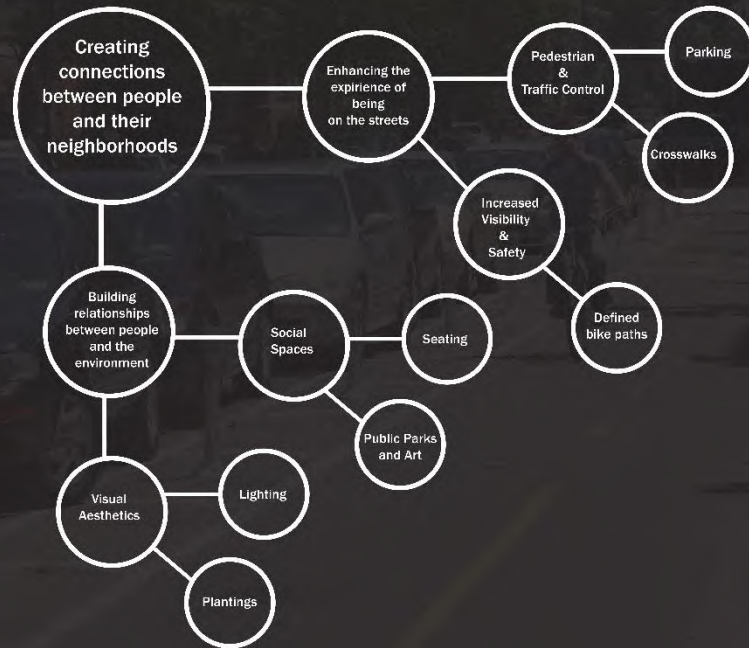 Creating
connections
between people
and their
neighborhoods
Enhancing the
expirience of
being
on the streets
Pedestrian
&
Traffic Control
Parking
Crosswalks
Increased
Visibility
&
Safety
Defined
bike paths
Building
relationships
between people
and the
environment
Social
Spaces
Seating
Public Parks
and Art
Visual
Aesthetics
Lighting
Plantings